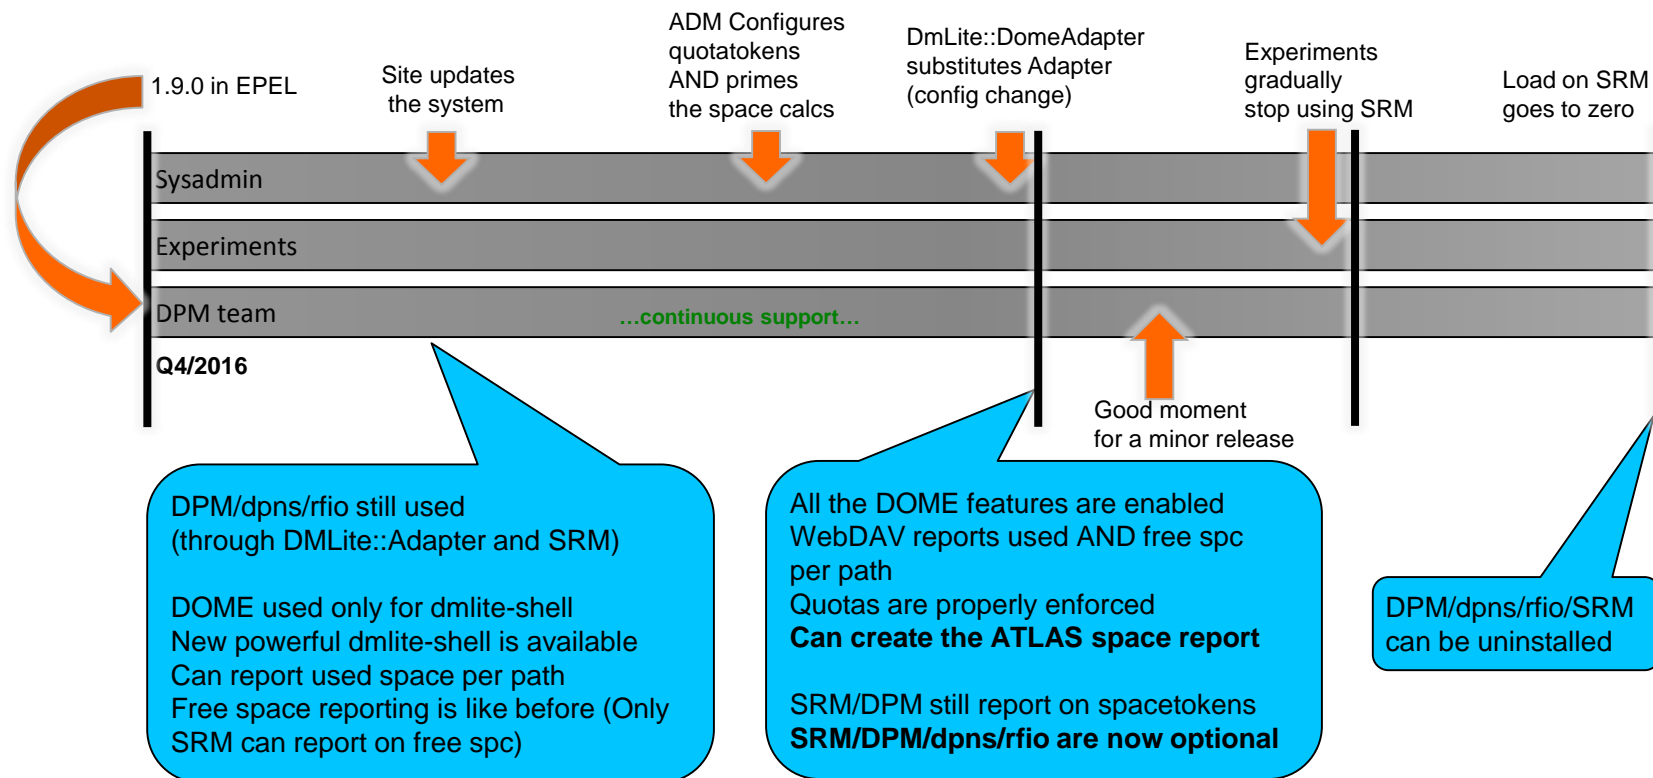 1.9.0 in EPEL
Site updates
the system
ADM Configures
quotatokens
AND primes
the space calcs
DmLite::DomeAdapter
substitutes Adapter
(config change)
Experiments
gradually
stop using SRM
Load on SRM
goes to zero
Sysadmin
Experiments
DPM team
…continuous support…
Q4/2016
Good moment
for a minor release
DPM/dpns/rfio still used
(through DMLite::Adapter and SRM)
DOME used only for dmlite-shell
New powerful dmlite-shell is available
Can report used space per path
Free space reporting is like before (Only
SRM can report on free spc)
All the DOME features are enabled
WebDAV reports used AND free spc
per path
Quotas are properly enforced
Can create the ATLAS space report
SRM/DPM still report on spacetokens
SRM/DPM/dpns/rfio are now optional
DPM/dpns/rfio/SRM
can be uninstalled